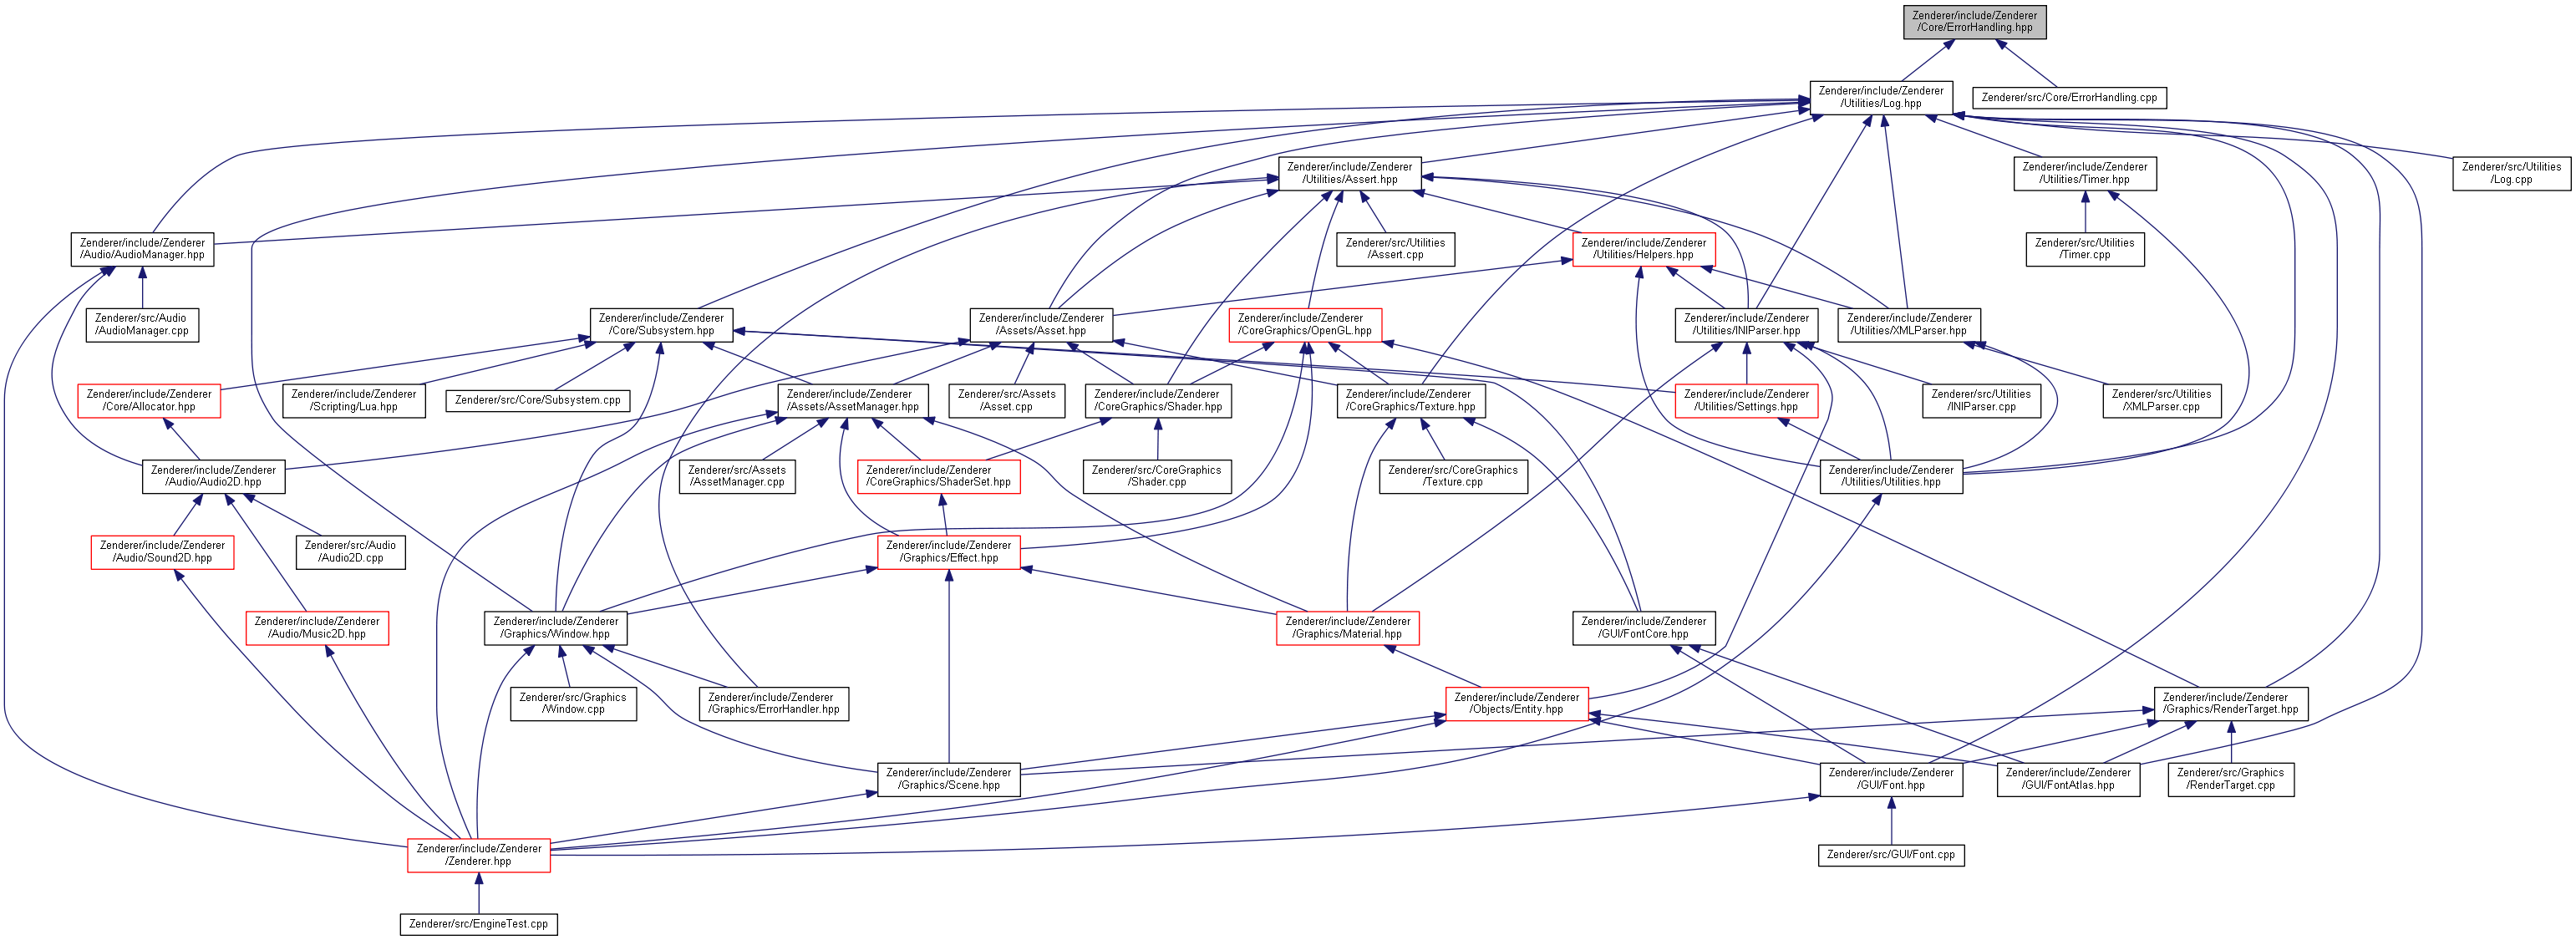 Zenderer/include/Zenderer
/Core/ErrorHandling.hpp
Zenderer/include/Zenderer
/Utilities/Log.hpp
Zenderer/src/Core/ErrorHandling.cpp
Zenderer/include/Zenderer
/Utilities/Assert.hpp
Zenderer/include/Zenderer
/Utilities/Timer.hpp
Zenderer/src/Utilities
/Log.cpp
Zenderer/include/Zenderer
/Audio/AudioManager.hpp
Zenderer/src/Utilities
/Assert.cpp
Zenderer/include/Zenderer
/Utilities/Helpers.hpp
Zenderer/src/Utilities
/Timer.cpp
Zenderer/src/Audio
/AudioManager.cpp
Zenderer/include/Zenderer
/Core/Subsystem.hpp
Zenderer/include/Zenderer
/Assets/Asset.hpp
Zenderer/include/Zenderer
/CoreGraphics/OpenGL.hpp
Zenderer/include/Zenderer
/Utilities/INIParser.hpp
Zenderer/include/Zenderer
/Utilities/XMLParser.hpp
Zenderer/include/Zenderer
/Core/Allocator.hpp
Zenderer/include/Zenderer
/Scripting/Lua.hpp
Zenderer/src/Core/Subsystem.cpp
Zenderer/include/Zenderer
/Assets/AssetManager.hpp
Zenderer/src/Assets
/Asset.cpp
Zenderer/include/Zenderer
/CoreGraphics/Shader.hpp
Zenderer/include/Zenderer
/CoreGraphics/Texture.hpp
Zenderer/include/Zenderer
/Utilities/Settings.hpp
Zenderer/src/Utilities
/INIParser.cpp
Zenderer/src/Utilities
/XMLParser.cpp
Zenderer/include/Zenderer
/Audio/Audio2D.hpp
Zenderer/src/Assets
/AssetManager.cpp
Zenderer/include/Zenderer
/CoreGraphics/ShaderSet.hpp
Zenderer/src/CoreGraphics
/Shader.cpp
Zenderer/src/CoreGraphics
/Texture.cpp
Zenderer/include/Zenderer
/Utilities/Utilities.hpp
Zenderer/include/Zenderer
/Audio/Sound2D.hpp
Zenderer/src/Audio
/Audio2D.cpp
Zenderer/include/Zenderer
/Graphics/Effect.hpp
Zenderer/include/Zenderer
/Audio/Music2D.hpp
Zenderer/include/Zenderer
/Graphics/Window.hpp
Zenderer/include/Zenderer
/Graphics/Material.hpp
Zenderer/include/Zenderer
/GUI/FontCore.hpp
Zenderer/src/Graphics
/Window.cpp
Zenderer/include/Zenderer
/Graphics/ErrorHandler.hpp
Zenderer/include/Zenderer
/Objects/Entity.hpp
Zenderer/include/Zenderer
/Graphics/RenderTarget.hpp
Zenderer/include/Zenderer
/Graphics/Scene.hpp
Zenderer/include/Zenderer
/GUI/Font.hpp
Zenderer/include/Zenderer
/GUI/FontAtlas.hpp
Zenderer/src/Graphics
/RenderTarget.cpp
Zenderer/include/Zenderer
/Zenderer.hpp
Zenderer/src/GUI/Font.cpp
Zenderer/src/EngineTest.cpp